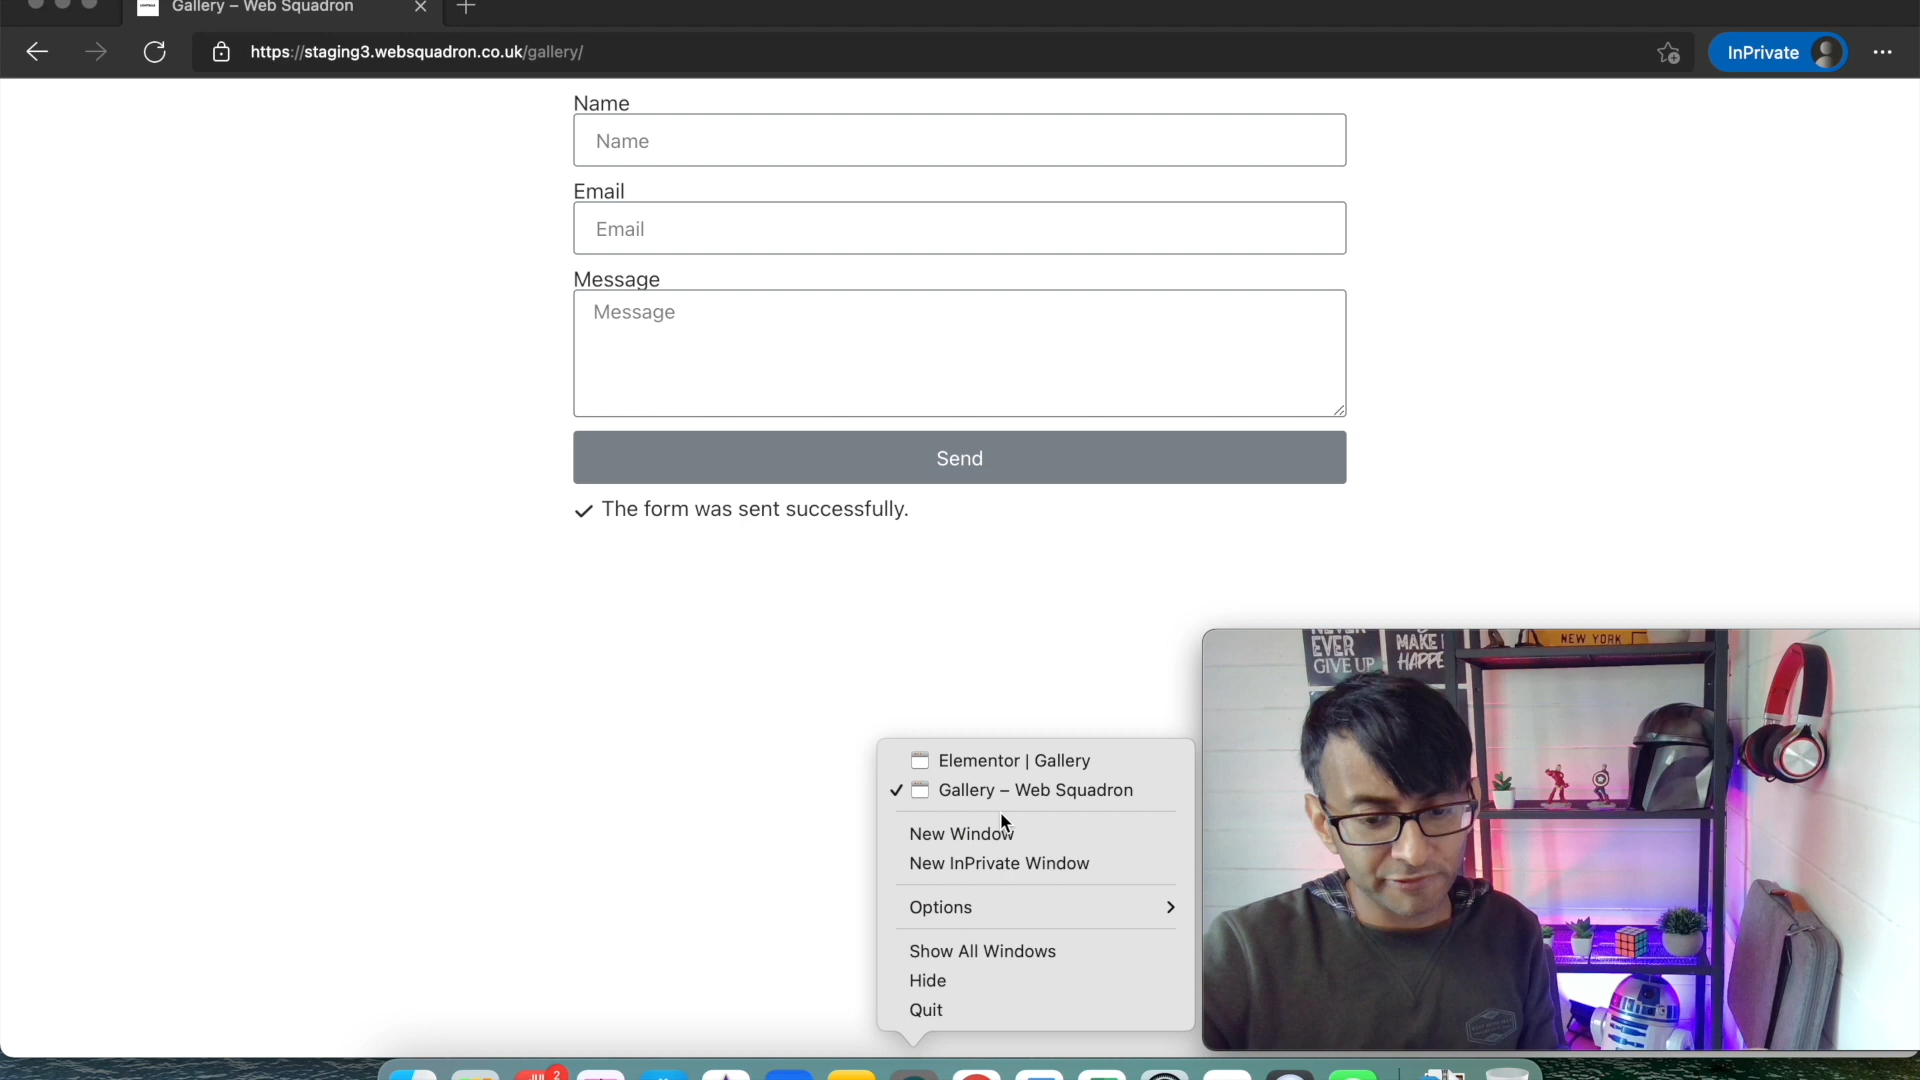 Gallery – Web Squadron
https://staging3.websquadron.co.uk/gallery/
InPrivate
Name
Name
Email
Email
Message
Message
Send
The form was sent successfully.
Elementor | Gallery
Gallery – Web Squadron
New Window
New InPrivate Window
Options
Show All Windows
Hide
Quit
2
NEVER
EVER
GIVE UP
MAKE I
HAPPE
NEW YORK